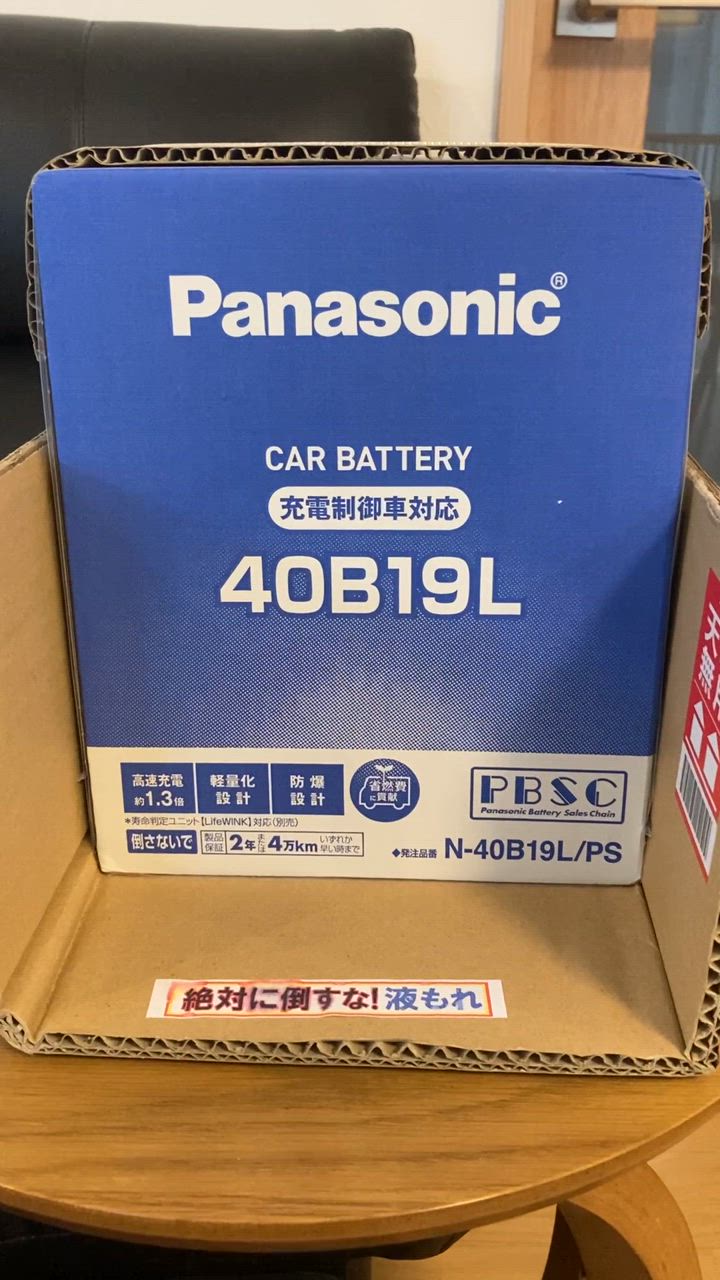 Panasonic®
CAR BATTERY
充電制御車対応
40B19L
高速充電
約1.3倍
軽量化
設計
防爆
設計
省燃費
に貢献
PBSC
Panasonic Battery Sales Chain
*寿命判定ユニット【LifeWINK】対応(別売)
倒さないで
製品
保証
2年または4万km
いずれか
早い時まで
◆発注品番 N-40B19L/PS
天
無
絶対に倒すな!液もれ